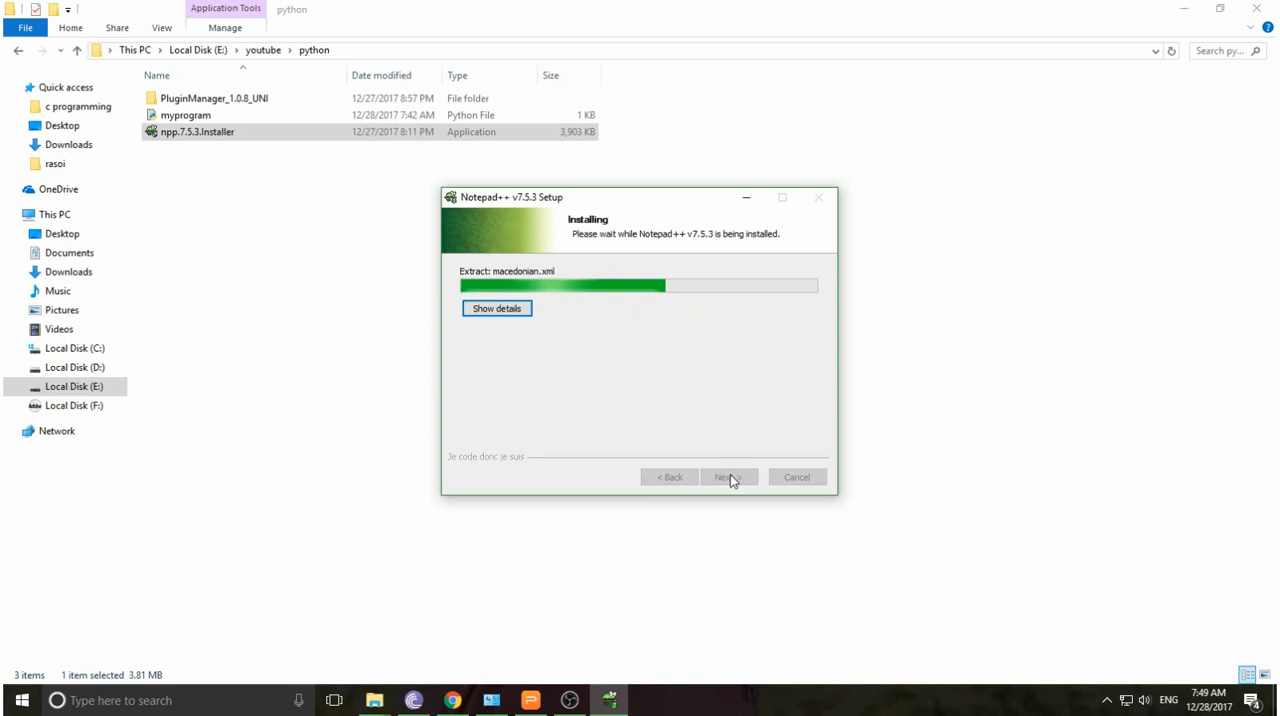 Application Tools
python
File
Home
Share
View
Manage
This PC
Local Disk (E:)
youtube
python
Search py...
Name
Date modified
Type
Size
Quick access
c programming
Desktop
Downloads
rasoi
OneDrive
This PC
Desktop
Documents
Downloads
Music
Pictures
Videos
Local Disk (C:)
Local Disk (D:)
Local Disk (E:)
Local Disk (F:)
Network
PluginManager_1.0.8_UNI
12/27/2017 8:57 PM
File folder
myprogram
12/28/2017 7:42 AM
Python File
1 KB
npp.7.5.3.Installer
12/27/2017 8:11 PM
Application
3,903 KB
Notepad++ v7.5.3 Setup
Installing
Please wait while Notepad++ v7.5.3 is being installed.
Extract: macedonian.xml
Show details
Je code donc je suis
< Back
Cancel
3 items
1 item selected 3.81 MB
Type here to search
ENG
7:49 AM
12/28/2017
4